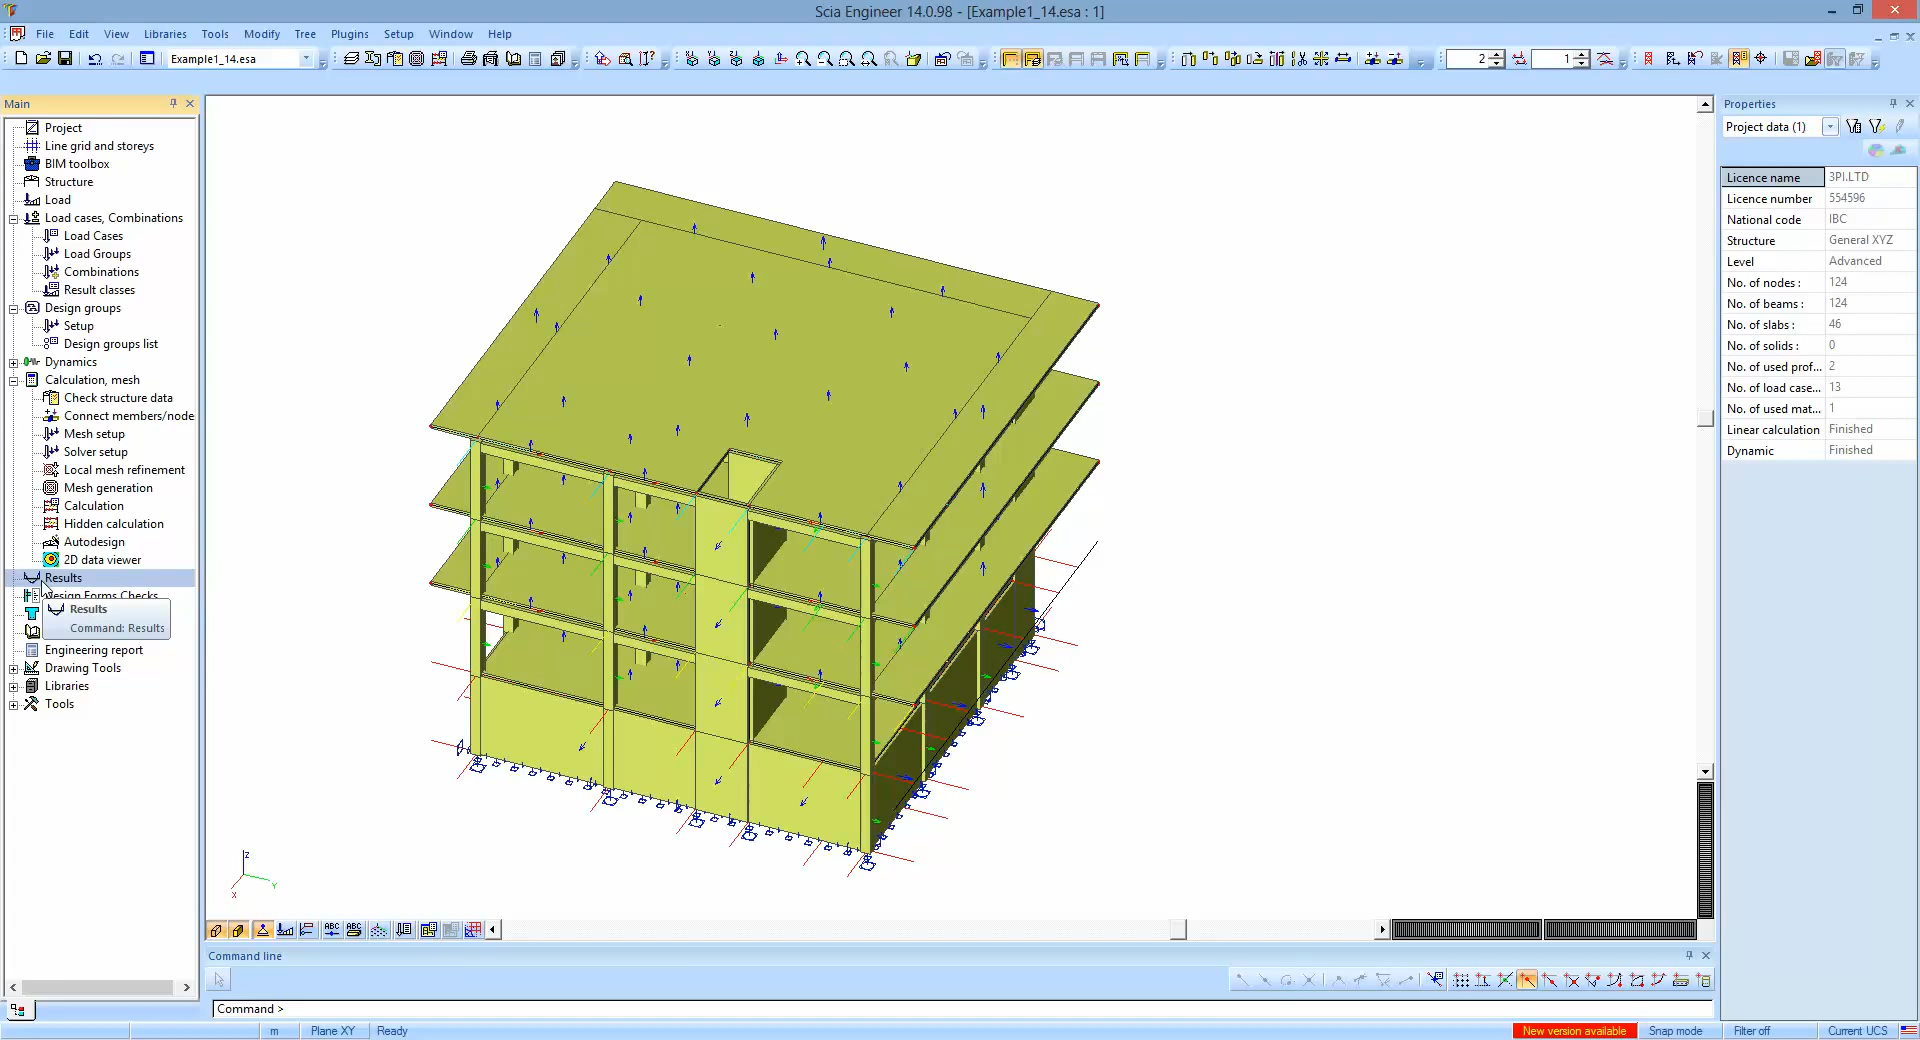 Scia Engineer 14.0.98 - [Example1_14.esa : 1]
File Edit View Libraries Tools Modify Tree Plugins Setup Window Help
Example1_14.esa
2
1
Main
Project
Line grid and storeys
BIM toolbox
Structure
Load
Load cases, Combinations
Load Cases
Load Groups
Combinations
Result classes
Design groups
Setup
Design groups list
Dynamics
Calculation, mesh
Check structure data
Connect members/node
Mesh setup
Solver setup
Local mesh refinement
Mesh generation
Calculation
Hidden calculation
Autodesign
2D data viewer
Results
Design Forms Checks
Results
Command: Results
Engineering report
Drawing Tools
Libraries
Tools
Z
Y
X
ABC
ABC
Properties
Project data (1)
Licence name 3PI.LTD
Licence number 554596
National code IBC
Structure General XYZ
Level Advanced
No. of nodes : 124
No. of beams : 124
No. of slabs : 46
No. of solids : 0
No. of used prof... 2
No. of load case... 13
No. of used mat... 1
Linear calculation Finished
Dynamic Finished
Command line
Command >
m Plane XY Ready
New version available Snap mode Filter off Current UCS